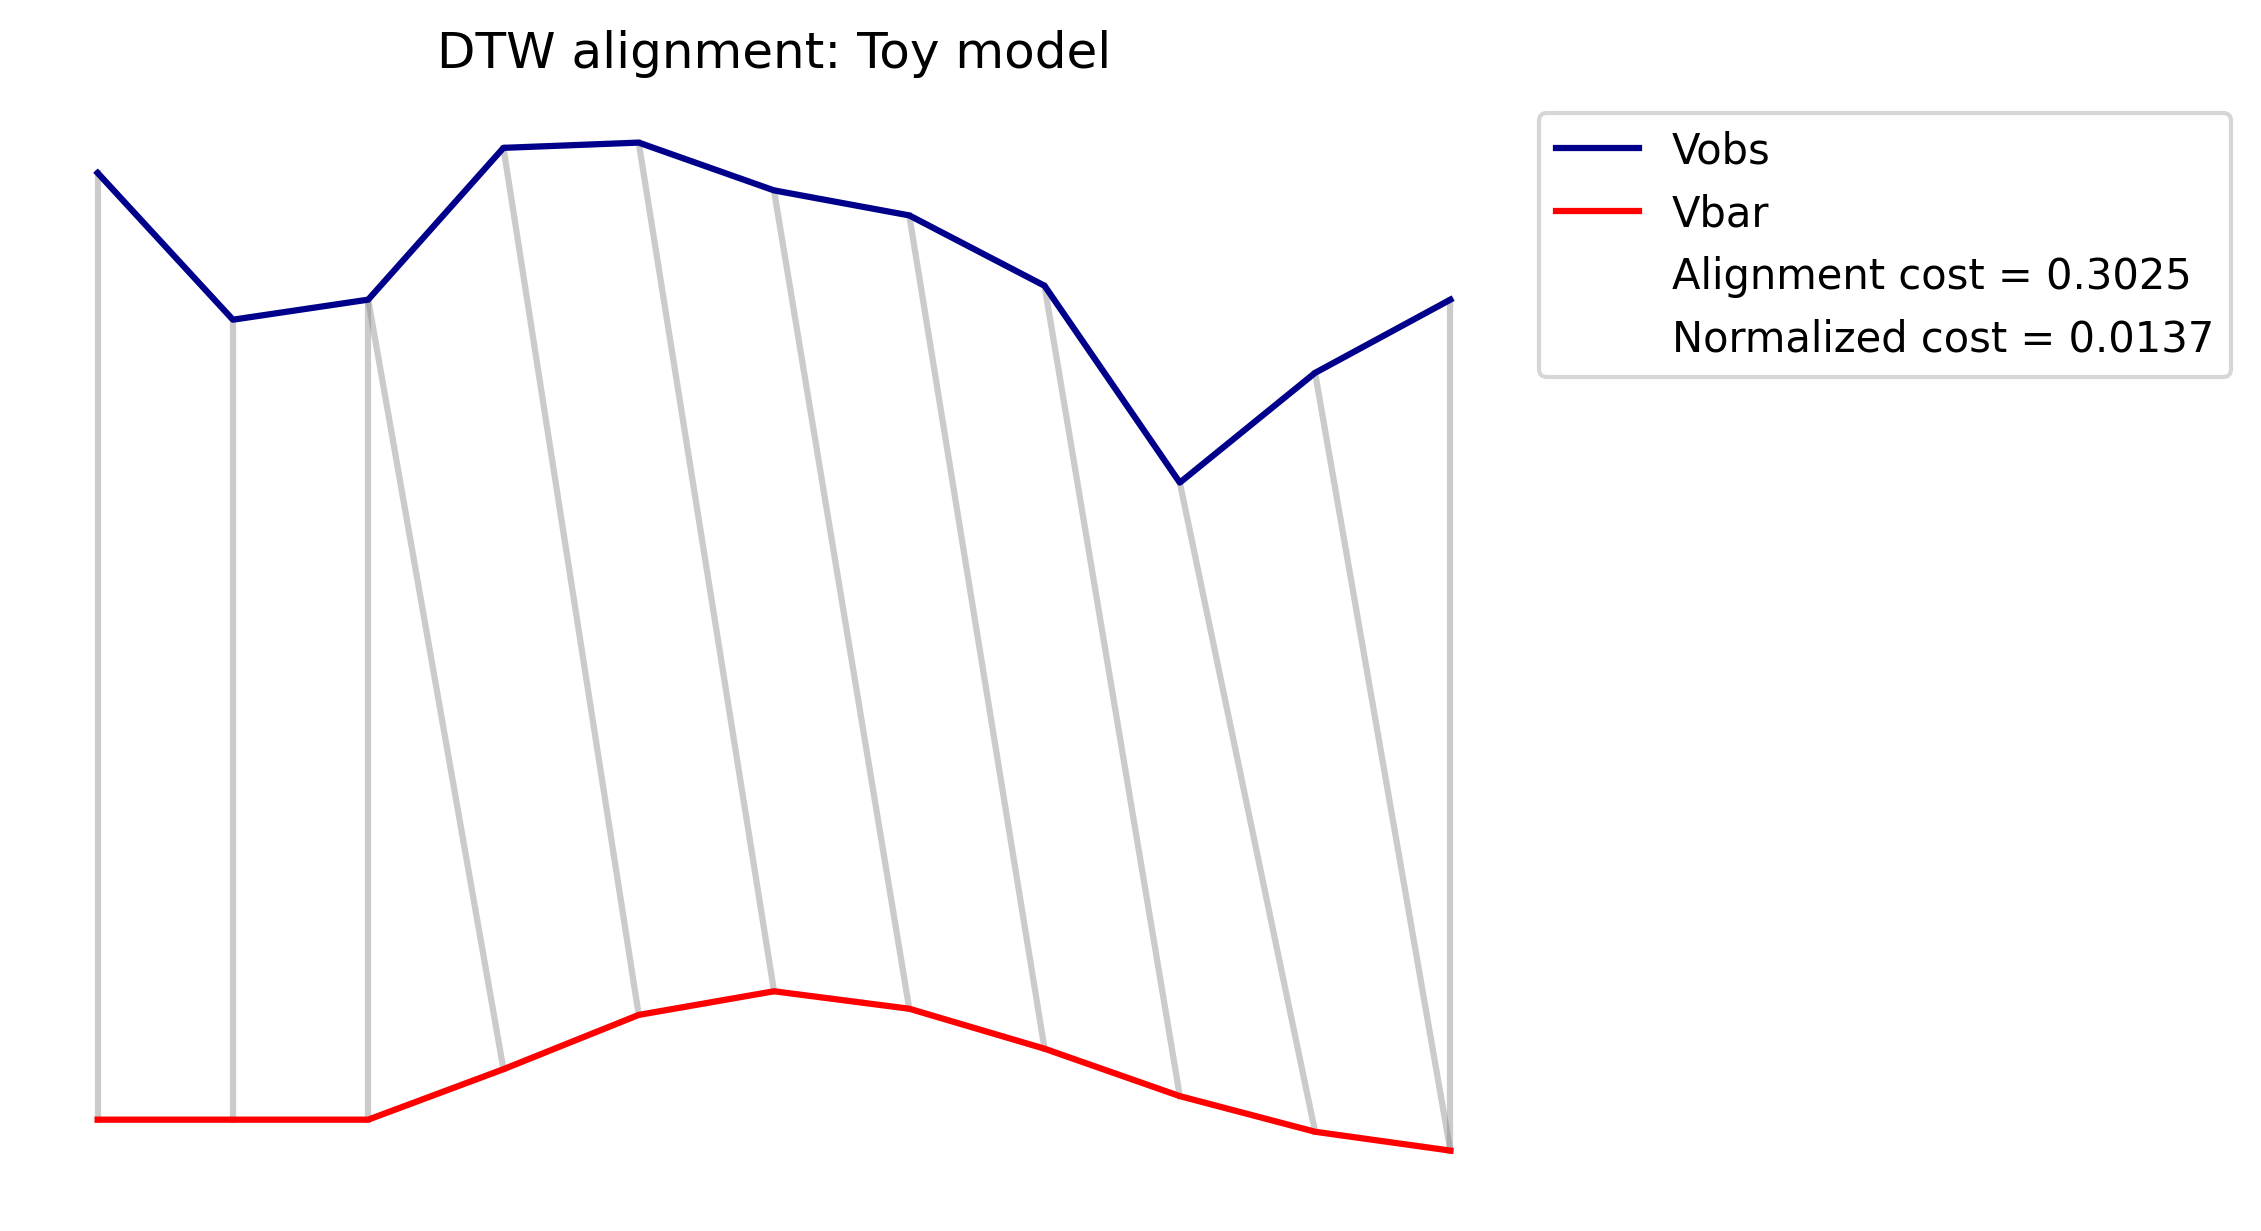 DTW alignment: Toy model
Vobs
Vbar
Alignment cost = 0.3025
Normalized cost = 0.0137